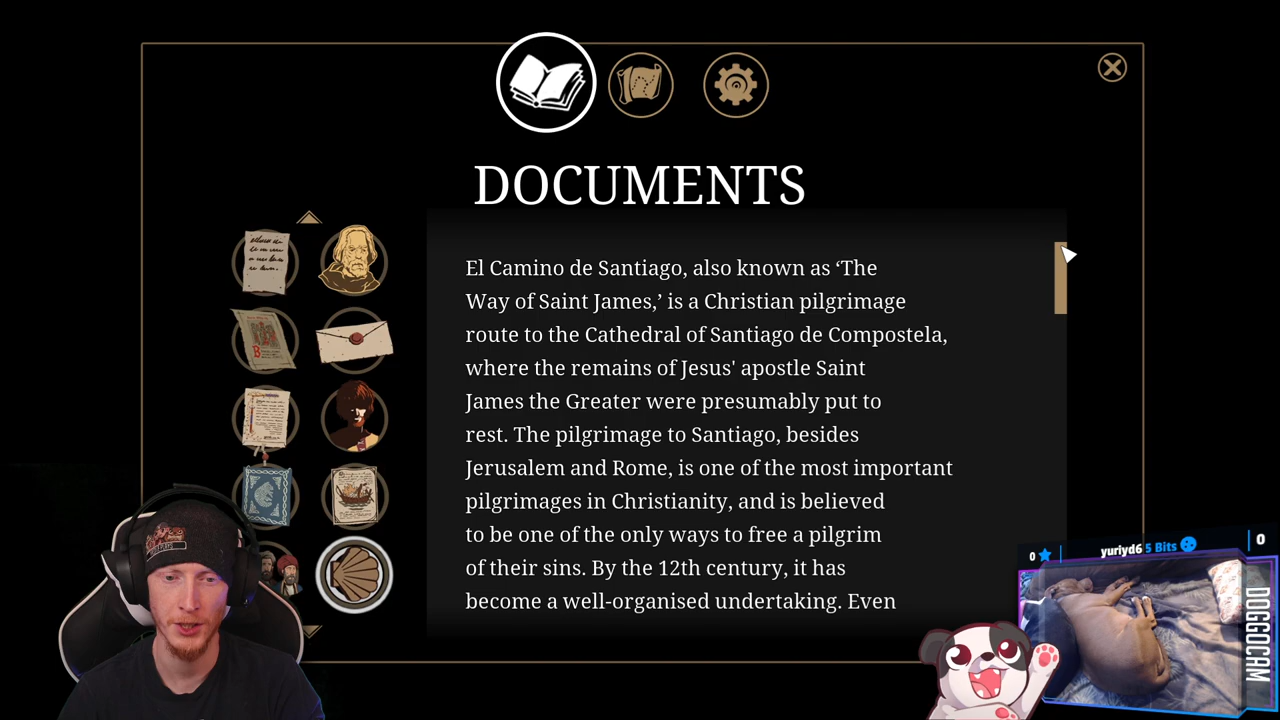 DOCUMENTS
El Camino de Santiago, also known as ‘The
Way of Saint James,’ is a Christian pilgrimage
route to the Cathedral of Santiago de Compostela,
where the remains of Jesus' apostle Saint
James the Greater were presumably put to
rest. The pilgrimage to Santiago, besides
Jerusalem and Rome, is one of the most important
pilgrimages in Christianity, and is believed
to be one of the only ways to free a pilgrim
of their sins. By the 12th century, it has
become a well-organised undertaking. Even
0
yuriyd6 5 Bits
0
DOGGOCAM